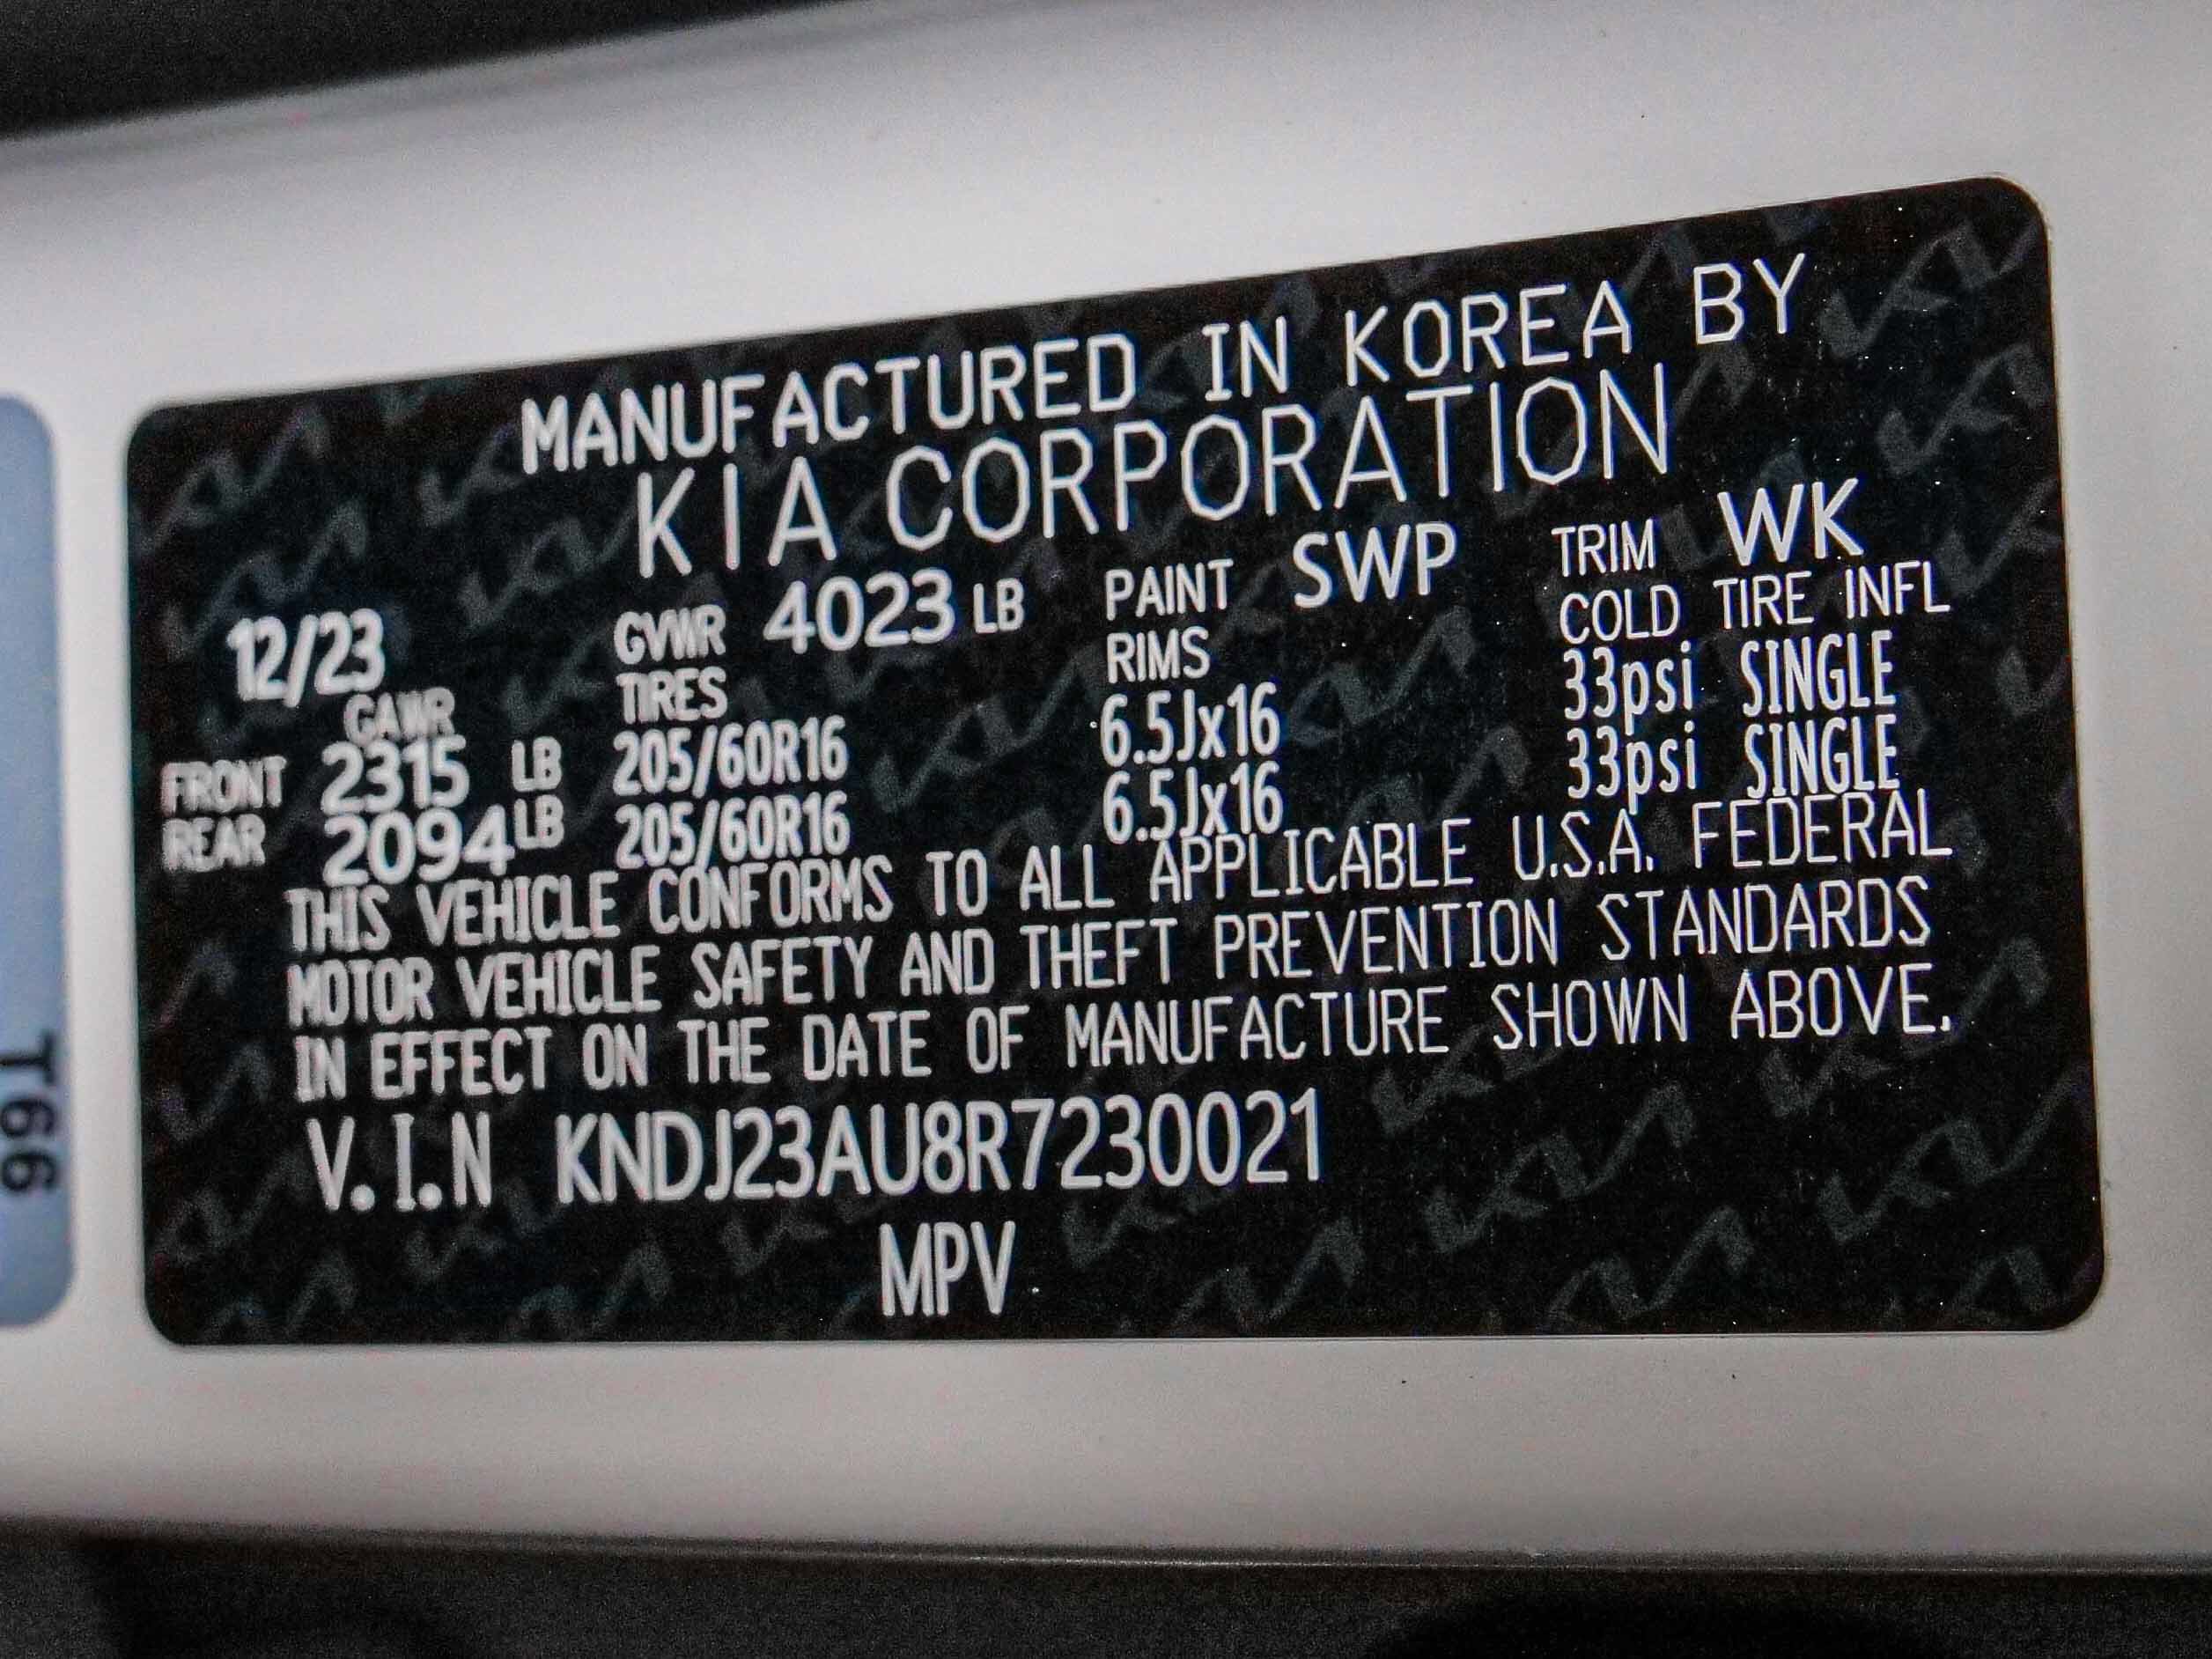 MANUFACTURED IN KOREA BY
KIA CORPORATION
12/23 GVWR 4023 LB PAINT SWP TRIM WK
GAWR TIRES RIMS COLD TIRE INFL
FRONT 2315 LB 205/60R16 6.5Jx16 33psi SINGLE
REAR 2094 LB 205/60R16 6.5Jx16 33psi SINGLE
THIS VEHICLE CONFORMS TO ALL APPLICABLE U.S.A. FEDERAL
MOTOR VEHICLE SAFETY AND THEFT PREVENTION STANDARDS
IN EFFECT ON THE DATE OF MANUFACTURE SHOWN ABOVE.
V.I.N KNDJ23AU8R7230021
MPV
T66